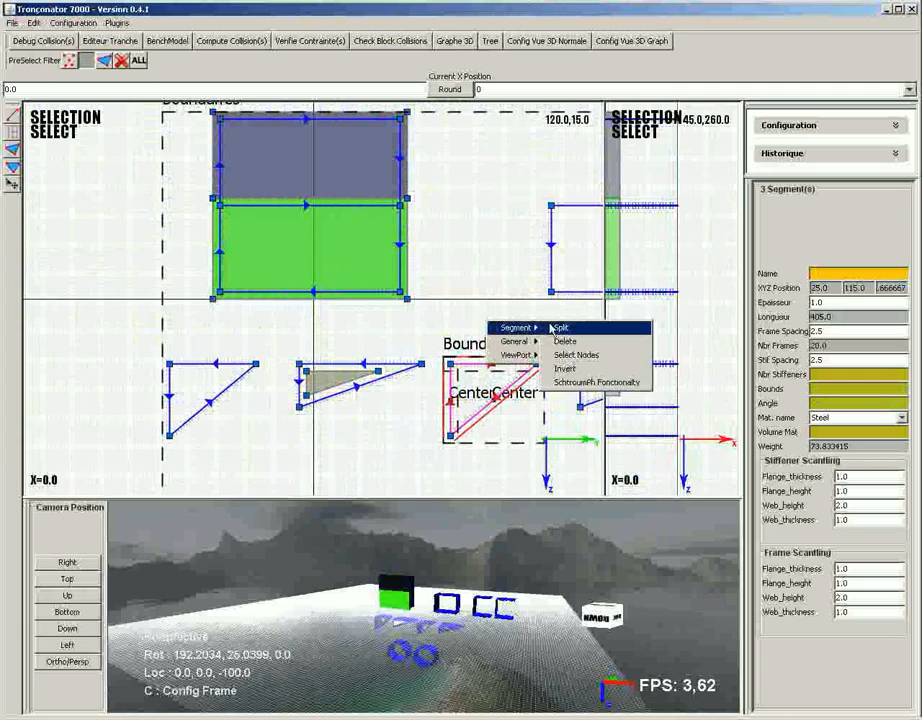 Tronçonator 7000 - Version 0.4.1
File Edit Configuration Plugins
Debug Collision(s) Editeur Tranche BenchModel Compute Collision(s) Verifie Contrainte(s) Check Block Collisions Graphe 3D Tree Config Vue 3D Normale Config Vue 3D Graph
PreSelect Filter ALL
Current X Position
0.0 Round 0
Boundaries
SELECTION
SELECT
120.0,15.0
SELECTION
SELECT
45.0,260.0
Configuration
Historique
3 Segment(s)
Name
XYZ Position 25.0 115.0 .666667
Epaisseur 1.0
Longueur 405.0
Frame Spacing 2.5
Nbr Frames 20.0
Stif Spacing 2.5
Nbr Stiffeners
Bounds
Angle
Mat. name Steel
Volume Mat
Weight 73.833415
Segment Split
General Delete
ViewPort Select Nodes
Invert
SchtroumPh Fonctionalty
Bound
CenterCenter
Y
X
Z
Z
X=0.0
X=0.0
Stiffener Scantling
Flange_thickness 1.0
Flange_height 1.0
Web_height 2.0
Web_thickness 1.0
Frame Scantling
Flange_thickness 1.0
Flange_height 1.0
Web_height 2.0
Web_thickness 1.0
Camera Position
Right
Top
Up
Bottom
Down
Left
Ortho/Persp
Perspective
Rot : 192.2034, 25.0399, 0.0
Loc : 0.0, 0.0, -100.0
C : Config Frame
FPS: 3,62